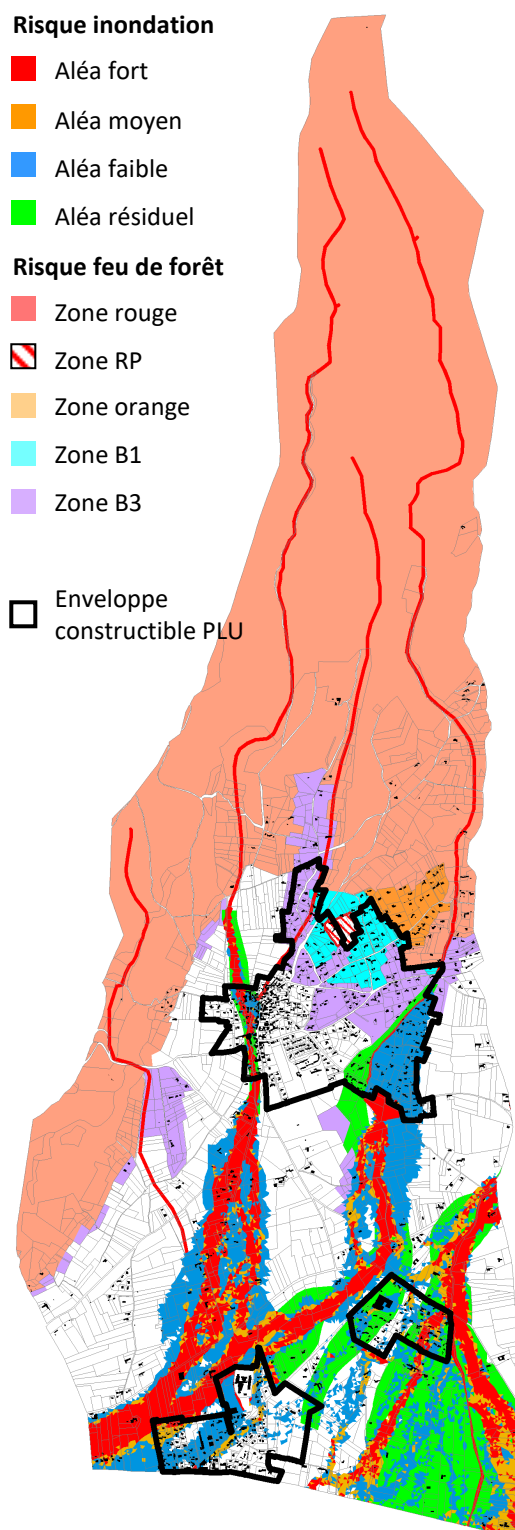 Risque inondation
Aléa fort
Aléa moyen
Aléa faible
Aléa résiduel
Risque feu de forêt
Zone rouge
Zone RP
Zone orange
Zone B1
Zone B3
Enveloppe
constructible PLU